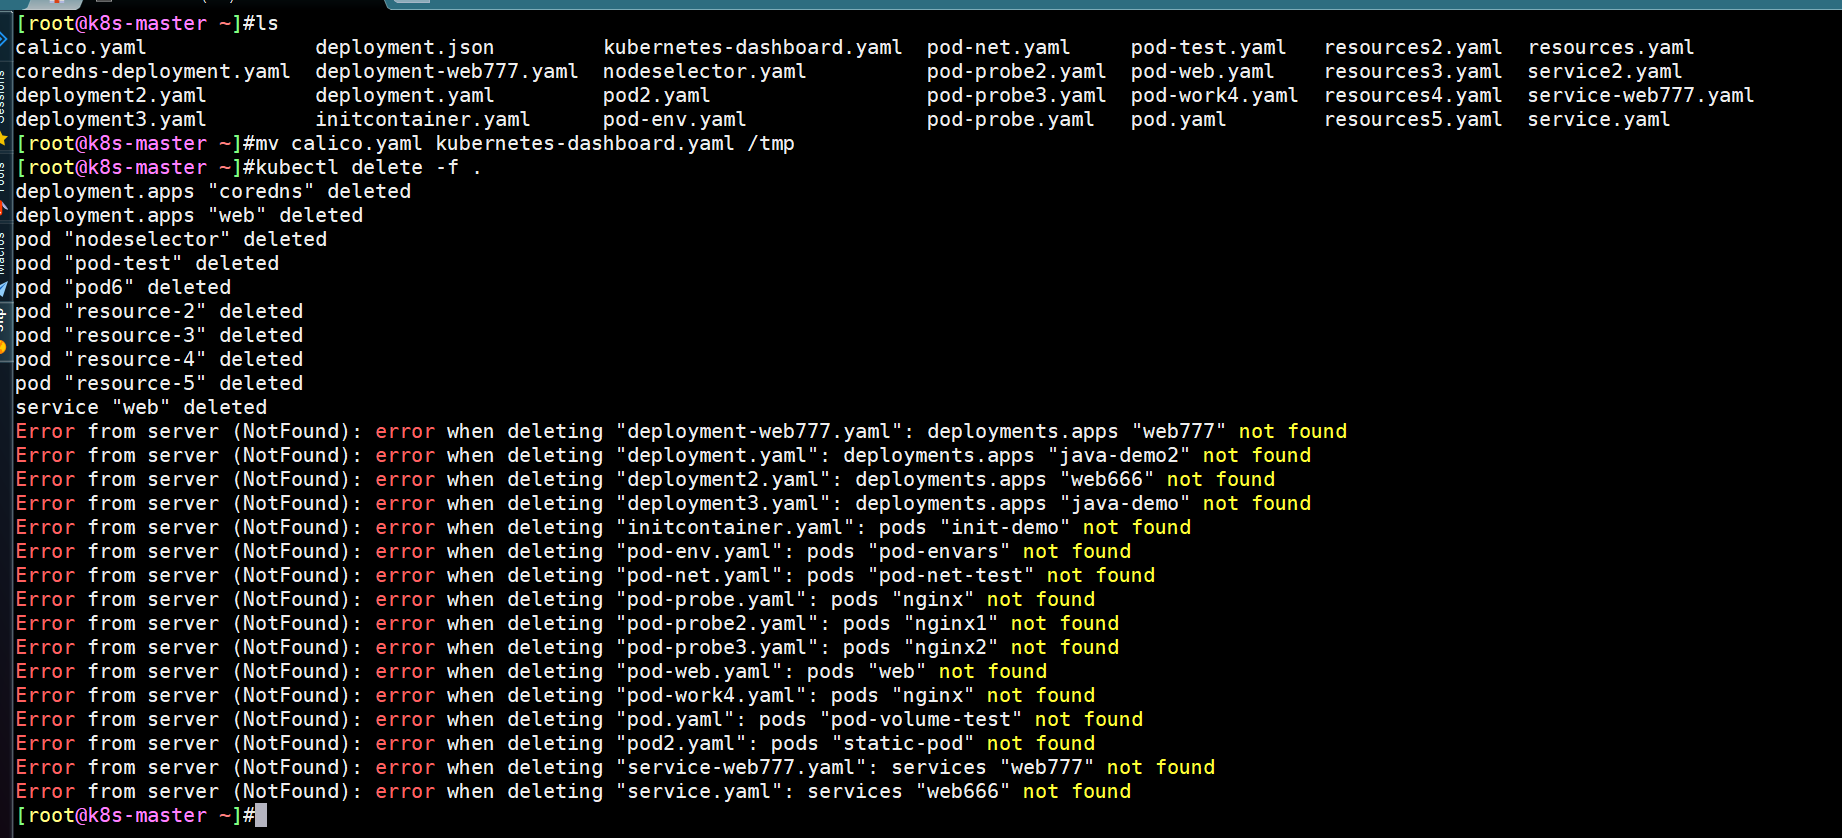 [root@k8s-master ~]#ls
calico.yaml deployment.json kubernetes-dashboard.yaml pod-net.yaml pod-test.yaml resources2.yaml resources.yaml
coredns-deployment.yaml deployment-web777.yaml nodeselector.yaml pod-probe2.yaml pod-web.yaml resources3.yaml service2.yaml
deployment2.yaml deployment.yaml pod2.yaml pod-probe3.yaml pod-work4.yaml resources4.yaml service-web777.yaml
deployment3.yaml initcontainer.yaml pod-env.yaml pod-probe.yaml pod.yaml resources5.yaml service.yaml
[root@k8s-master ~]#mv calico.yaml kubernetes-dashboard.yaml /tmp
[root@k8s-master ~]#kubectl delete -f .
deployment.apps "coredns" deleted
deployment.apps "web" deleted
pod "nodeselector" deleted
pod "pod-test" deleted
pod "pod6" deleted
pod "resource-2" deleted
pod "resource-3" deleted
pod "resource-4" deleted
pod "resource-5" deleted
service "web" deleted
Error from server (NotFound): error when deleting "deployment-web777.yaml": deployments.apps "web777" not found
Error from server (NotFound): error when deleting "deployment.yaml": deployments.apps "java-demo2" not found
Error from server (NotFound): error when deleting "deployment2.yaml": deployments.apps "web666" not found
Error from server (NotFound): error when deleting "deployment3.yaml": deployments.apps "java-demo" not found
Error from server (NotFound): error when deleting "initcontainer.yaml": pods "init-demo" not found
Error from server (NotFound): error when deleting "pod-env.yaml": pods "pod-envars" not found
Error from server (NotFound): error when deleting "pod-net.yaml": pods "pod-net-test" not found
Error from server (NotFound): error when deleting "pod-probe.yaml": pods "nginx" not found
Error from server (NotFound): error when deleting "pod-probe2.yaml": pods "nginx1" not found
Error from server (NotFound): error when deleting "pod-probe3.yaml": pods "nginx2" not found
Error from server (NotFound): error when deleting "pod-web.yaml": pods "web" not found
Error from server (NotFound): error when deleting "pod-work4.yaml": pods "nginx" not found
Error from server (NotFound): error when deleting "pod.yaml": pods "pod-volume-test" not found
Error from server (NotFound): error when deleting "pod2.yaml": pods "static-pod" not found
Error from server (NotFound): error when deleting "service-web777.yaml": services "web777" not found
Error from server (NotFound): error when deleting "service.yaml": services "web666" not found
[root@k8s-master ~]#